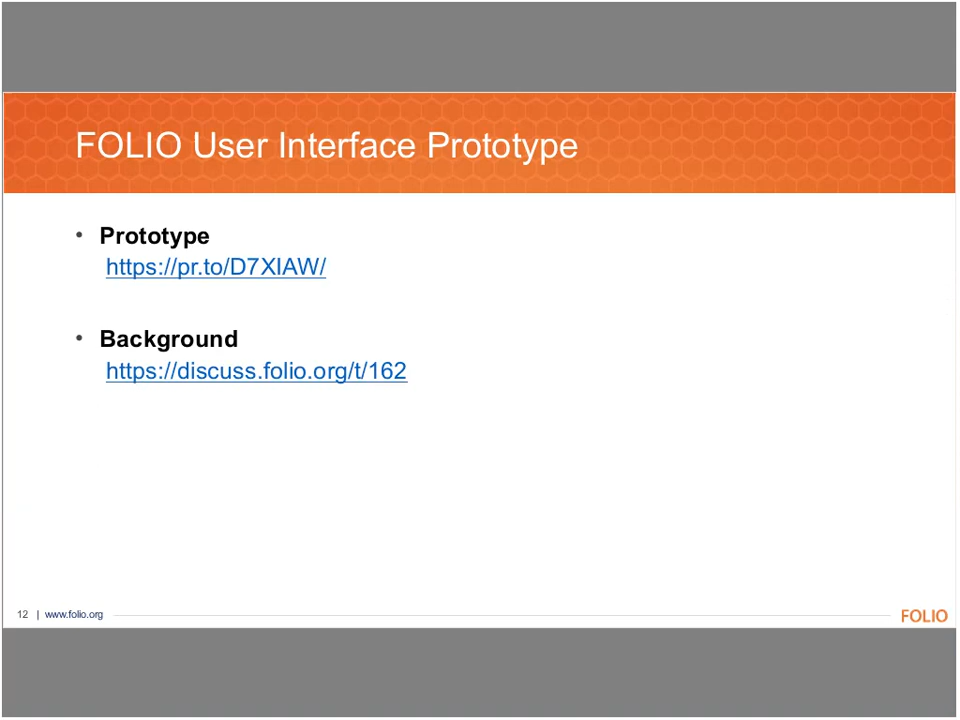 FOLIO User Interface Prototype
• Prototype
https://pr.to/D7XIAW/
• Background
https://discuss.folio.org/t/162
12 | www.folio.org
FOLIO